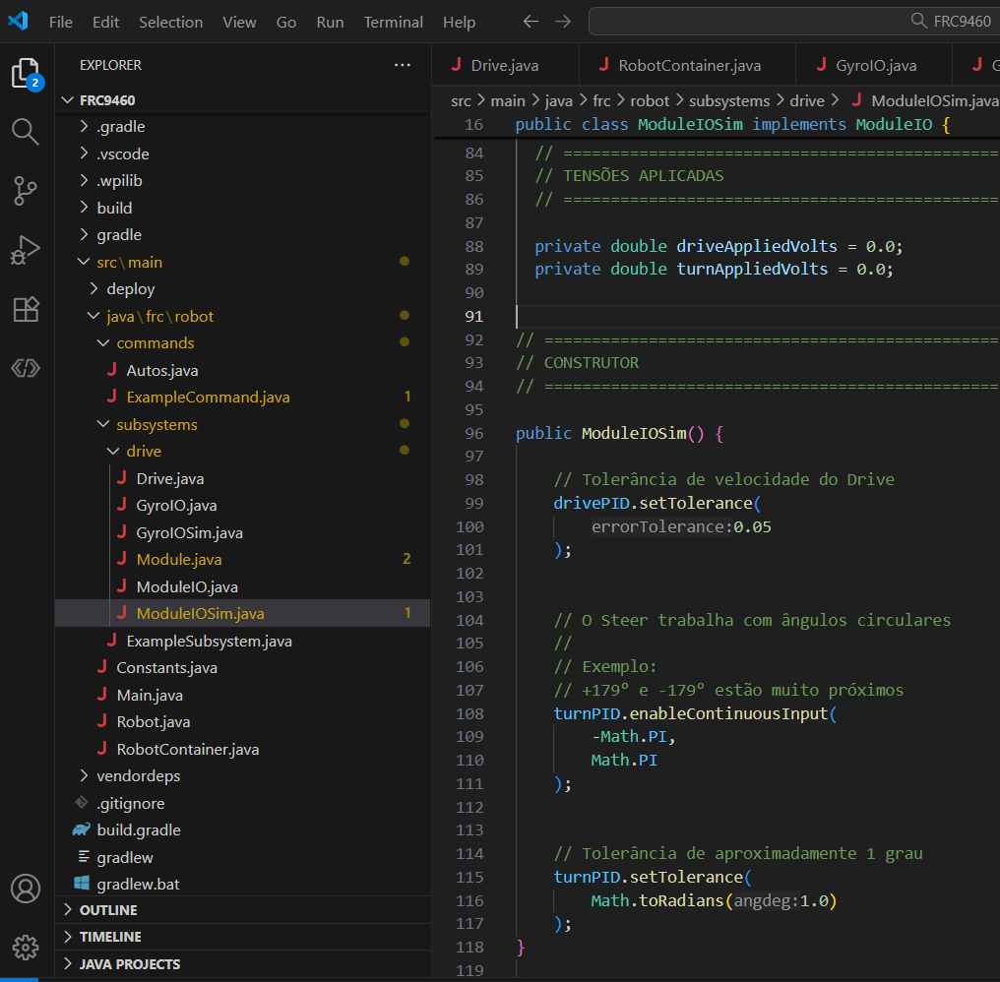 File Edit Selection View Go Run Terminal Help FRC9460
EXPLORER
2
FRC9460
.gradle
.vscode
.wpilib
build
gradle
src\main
deploy
java\frc\robot
commands
Autos.java
ExampleCommand.java 1
subsystems
drive
Drive.java
GyroIO.java
GyroIOSim.java
Module.java 2
ModuleIO.java
ModuleIOSim.java 1
ExampleSubsystem.java
Constants.java
Main.java
Robot.java
RobotContainer.java
vendordeps
.gitignore
build.gradle
gradlew
gradlew.bat
OUTLINE
TIMELINE
JAVA PROJECTS
Drive.java RobotContainer.java GyroIO.java
src > main > java > frc > robot > subsystems > drive > ModuleIOSim.java
16 public class ModuleIOSim implements ModuleIO {
84 // ==============================================
85 // TENSÕES APLICADAS
86 // ==============================================
87
88 private double driveAppliedVolts = 0.0;
89 private double turnAppliedVolts = 0.0;
90
91
92 // ================================================
93 // CONSTRUTOR
94 // ================================================
95
96 public ModuleIOSim() {
97
98 // Tolerância de velocidade do Drive
99 drivePID.setTolerance(
100 errorTolerance:0.05
101 );
102
103
104 // O Steer trabalha com ângulos circulares
105 //
106 // Exemplo:
107 // +179° e -179° estão muito próximos
108 turnPID.enableContinuousInput(
109 -Math.PI,
110 Math.PI
111 );
112
113
114 // Tolerância de aproximadamente 1 grau
115 turnPID.setTolerance(
116 Math.toRadians(angdeg:1.0)
117 );
118 }
119